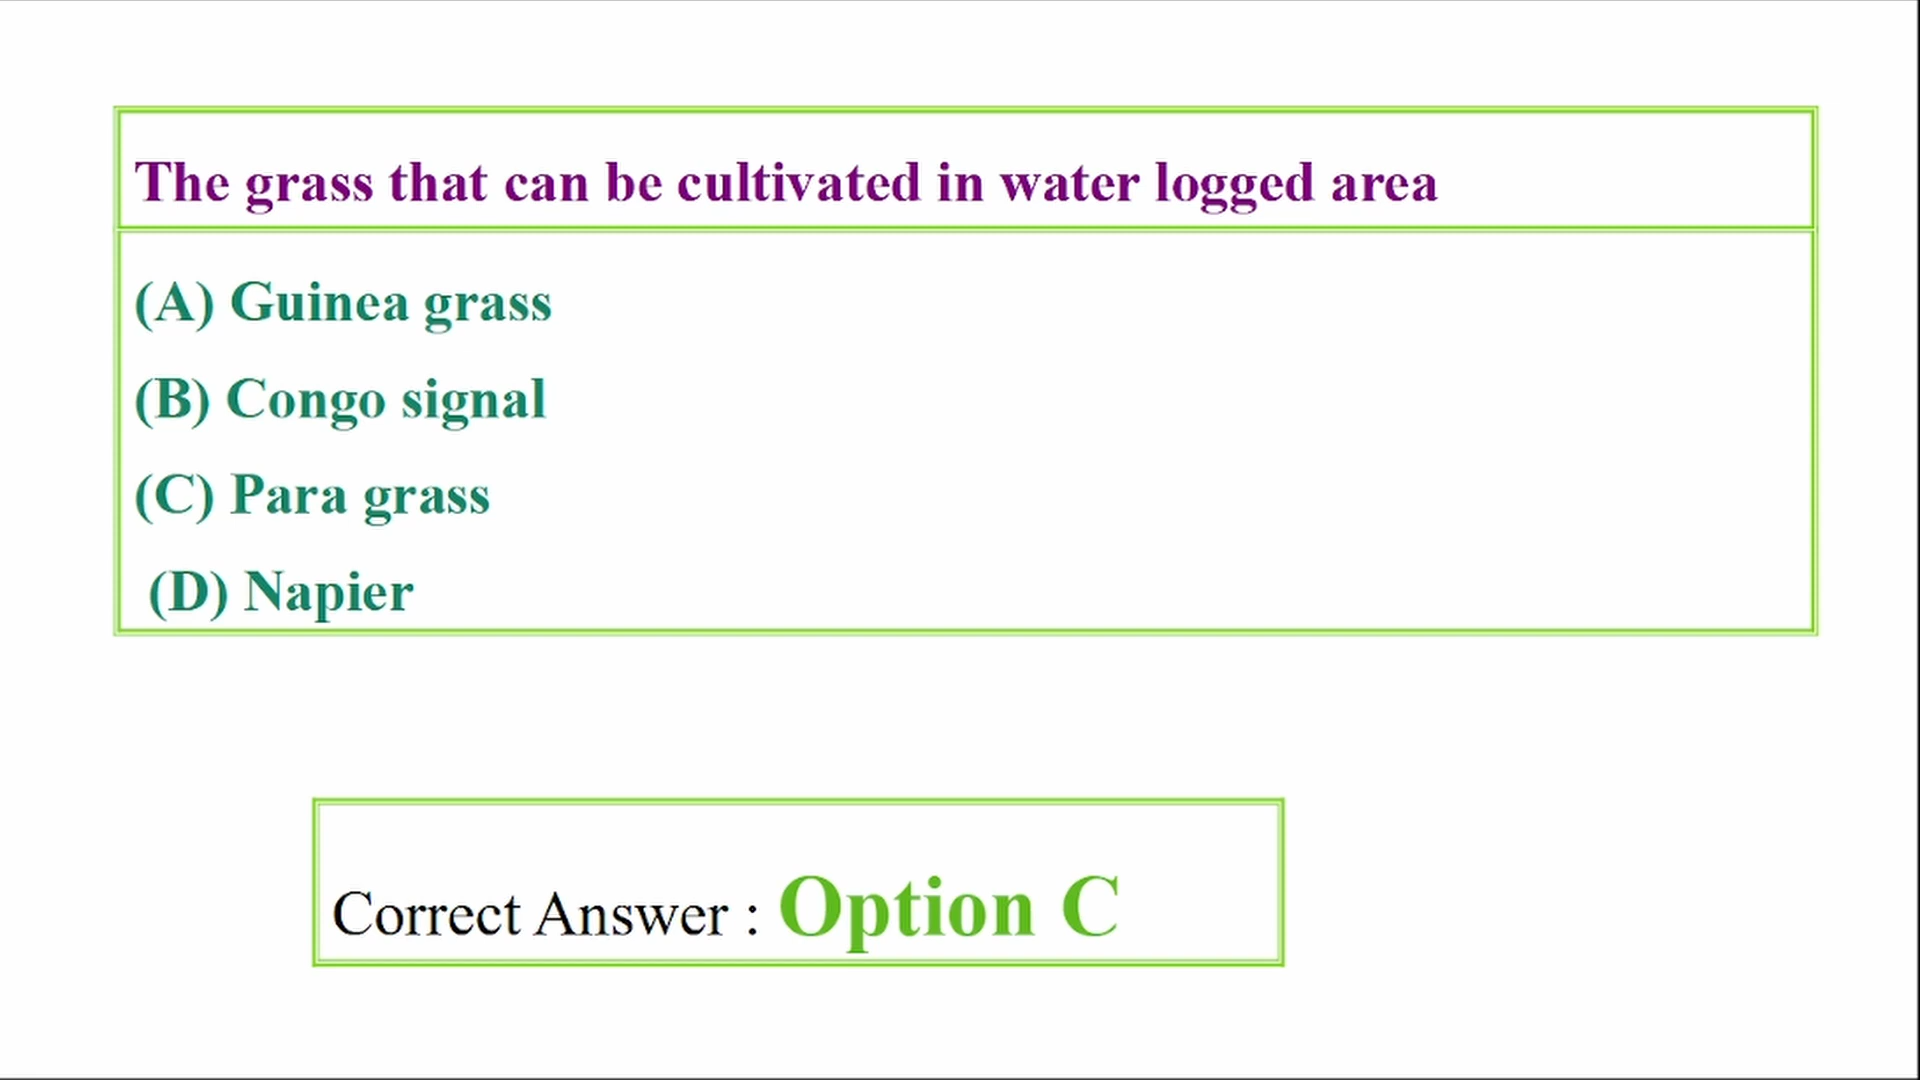 The grass that can be cultivated in water logged area
(A) Guinea grass
(B) Congo signal
(C) Para grass
(D) Napier
Correct Answer : Option C